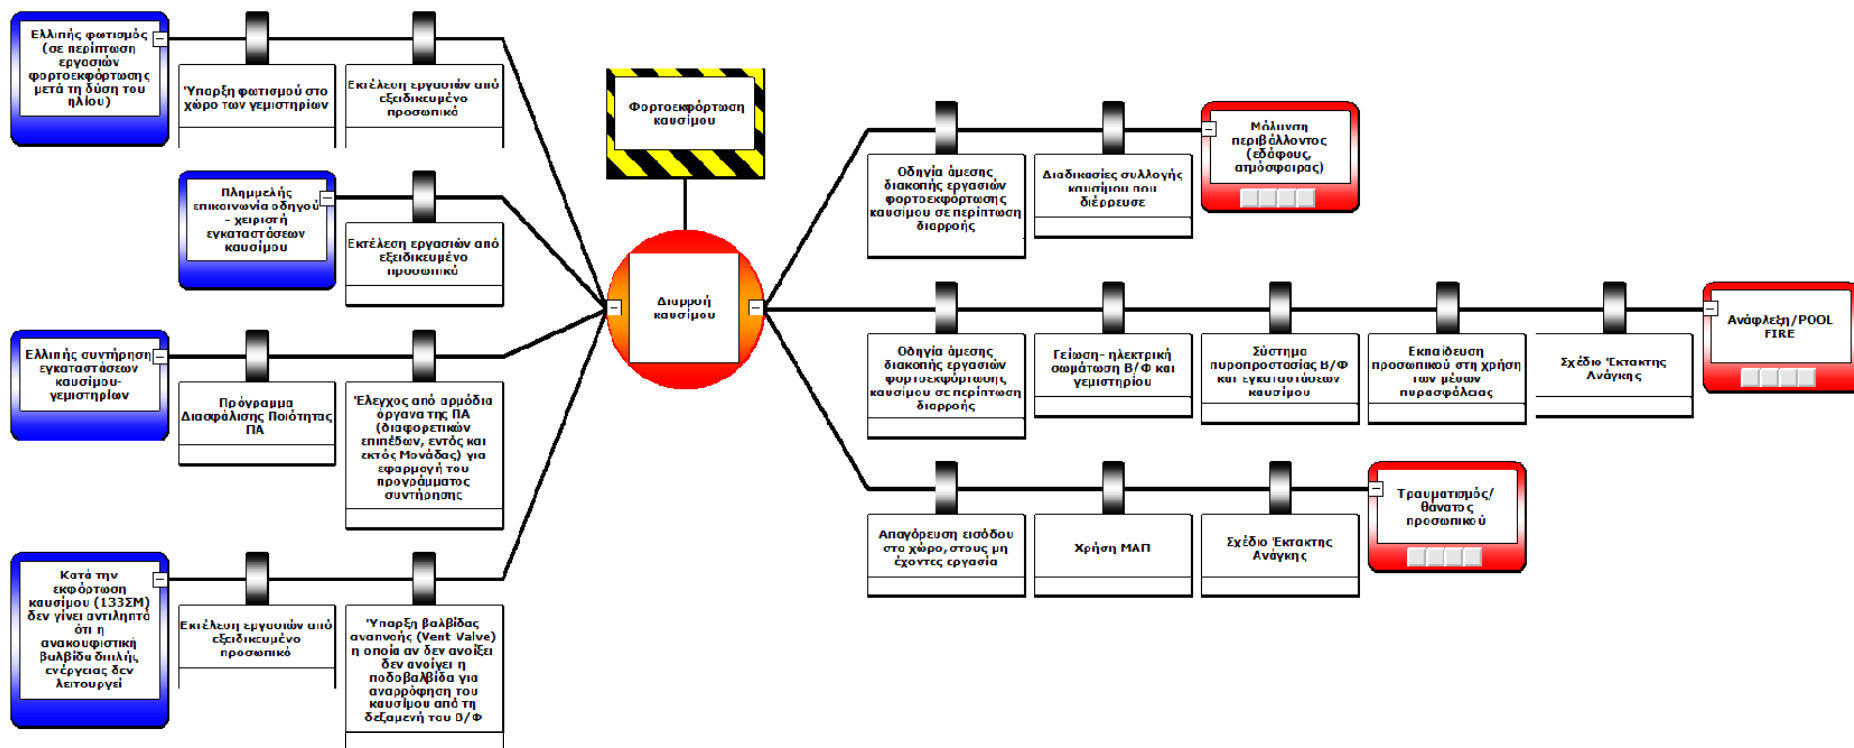 Ελλιπής φωτισμός
(σε περίπτωση
εργασιών
φορτοεκφόρτωσης
μετά τη δύση του
ηλίου)
Ύπαρξη φωτισμού στο
χώρο των γεμιστηρίων
Εκτέλεση εργασιών από
εξειδικευμένο
προσωπικό
Πλημμελής
επικοινωνία οδηγού
- χειριστή
εγκαταστάσεων
καυσίμου
Εκτέλεση εργασιών από
εξειδικευμένο
προσωπικό
Ελλιπής συντήρηση
εγκαταστάσεων
καυσίμου-
γεμιστηρίων
Πρόγραμμα
Διασφάλισης Ποιότητας
ΠΑ
Έλεγχος από αρμόδια
όργανα της ΠΑ
(διαφορετικών
επιπέδων, εντός και
εκτός Μονάδας) για
εφαρμογή του
προγράμματος
συντήρησης
Κατά την
εκφόρτωση
καυσίμου (133ΣΜ)
δεν γίνει αντιληπτό
ότι η
ανακουφιστική
βαλβίδα διπλής
ενέργειας δεν
λειτουργεί
Εκτέλεση εργασιών από
εξειδικευμένο
προσωπικό
Ύπαρξη βαλβίδας
αναπνοής (Vent Valve)
η οποία αν δεν ανοίξει
δεν ανοίγει η
ποδοβαλβίδα για
αναρρόφηση του
καυσίμου από τη
δεξαμενή του Β/Φ
Φορτοεκφόρτωση
καυσίμου
Διαρροή
καυσίμου
Οδηγία άμεσης
διακοπής εργασιών
φορτοεκφόρτωσης
καυσίμου σε περίπτωση
διαρροής
Διαδικασίες συλλογής
καυσίμου που
διέρρευσε
Μόλυνση
περιβάλλοντος
(εδάφους,
ατμόσφαιρας)
Οδηγία άμεσης
διακοπής εργασιών
φορτοεκφόρτωσης
καυσίμου σε περίπτωση
διαρροής
Γείωση- ηλεκτρική
σωμάτωση Β/Φ και
γεμιστηρίου
Σύστημα
πυροπροστασίας Β/Φ
και εγκαταστάσεων
καυσίμου
Εκπαίδευση
προσωπικού στη χρήση
των μέσων
πυρασφάλειας
Σχέδιο Έκτακτης
Ανάγκης
Ανάφλεξη/POOL
FIRE
Απαγόρευση εισόδου
στο χώρο, στους μη
έχοντες εργασία
Χρήση ΜΑΠ
Σχέδιο Έκτακτης
Ανάγκης
Τραυματισμός/
θάνατος
προσωπικού